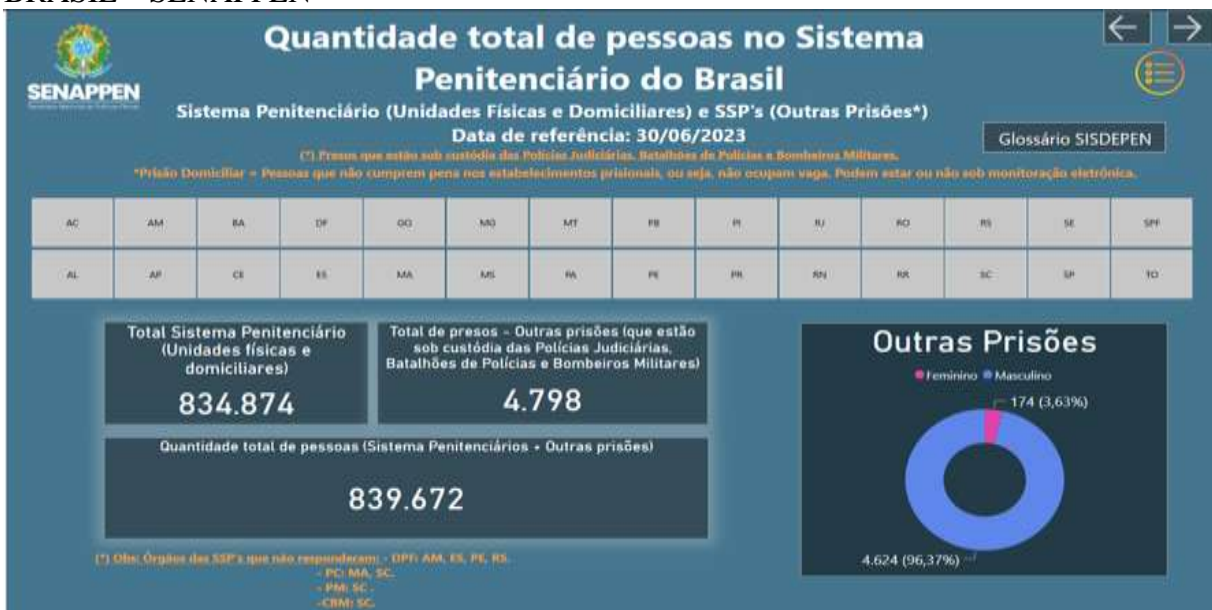 BRASIL – SENAPPEN
Quantidade total de pessoas no Sistema
Penitenciário do Brasil
SENAPPEN
Sistema Penitenciário (Unidades Físicas e Domiciliares) e SSP's (Outras Prisões*)
Data de referência: 30/06/2023
Glossário SISDEPEN
(*) Presos que estão sob custódia das Polícias Judiciárias, Batalhões de Polícias e Bombeiros Militares.
*Prisão Domiciliar = Pessoas que não cumprem pena nos estabelecimentos prisionais, ou seja, não ocupam vaga. Podem estar ou não sob monitoração eletrônica.
AC AM BA DF GO MG MT PB PI RJ RO RS SE SPF
AL AP CE ES MA MS PA PE PR RN RR SC SP TO
Total Sistema Penitenciário
(Unidades físicas e
domiciliares)
834.874
Total de presos - Outras prisões (que estão
sob custódia das Polícias Judiciárias,
Batalhões de Polícias e Bombeiros Militares)
4.798
Quantidade total de pessoas (Sistema Penitenciários + Outras prisões)
839.672
Outras Prisões
Feminino Masculino
174 (3,63%)
4.624 (96,37%)
(*) Obs: Órgãos das SSP's que não responderam: - DPF: AM, ES, PE, RS.
- PC: MA, SC.
- PM: SC .
-CBM: SC.